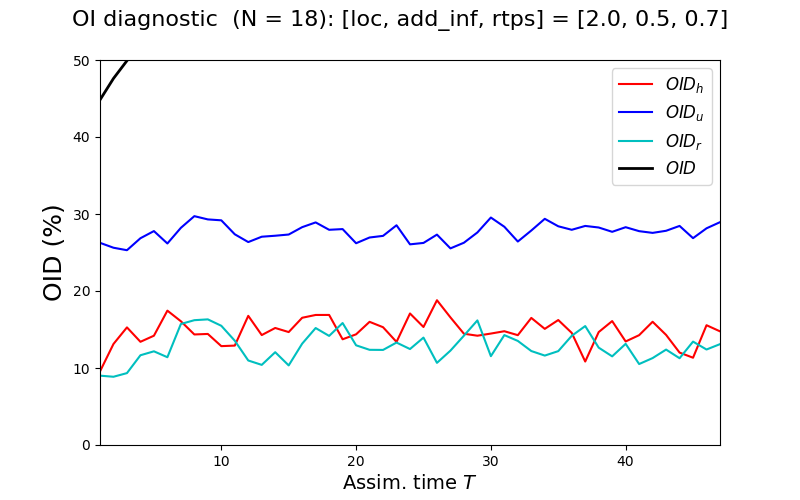 OI diagnostic  (N = 18): [loc, add_inf, rtps] = [2.0, 0.5, 0.7]
50
40
30
20
10
0
OID (%)
OID_h
OID_u
OID_r
OID
10 20 30 40
Assim. time T